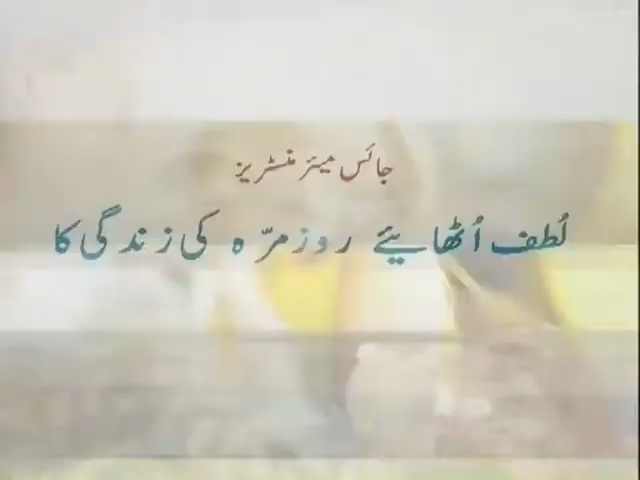 جائس میئر منسٹریز
لُطف اُٹھایئے روزمرّہ کی زندگی کا